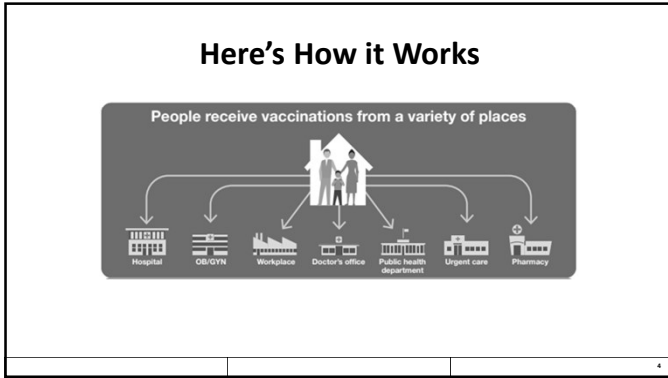 Here's How it Works
People receive vaccinations from a variety of places
Hospital
OB/GYN
Workplace
Doctor's office
Public health
department
Urgent care
Pharmacy
4